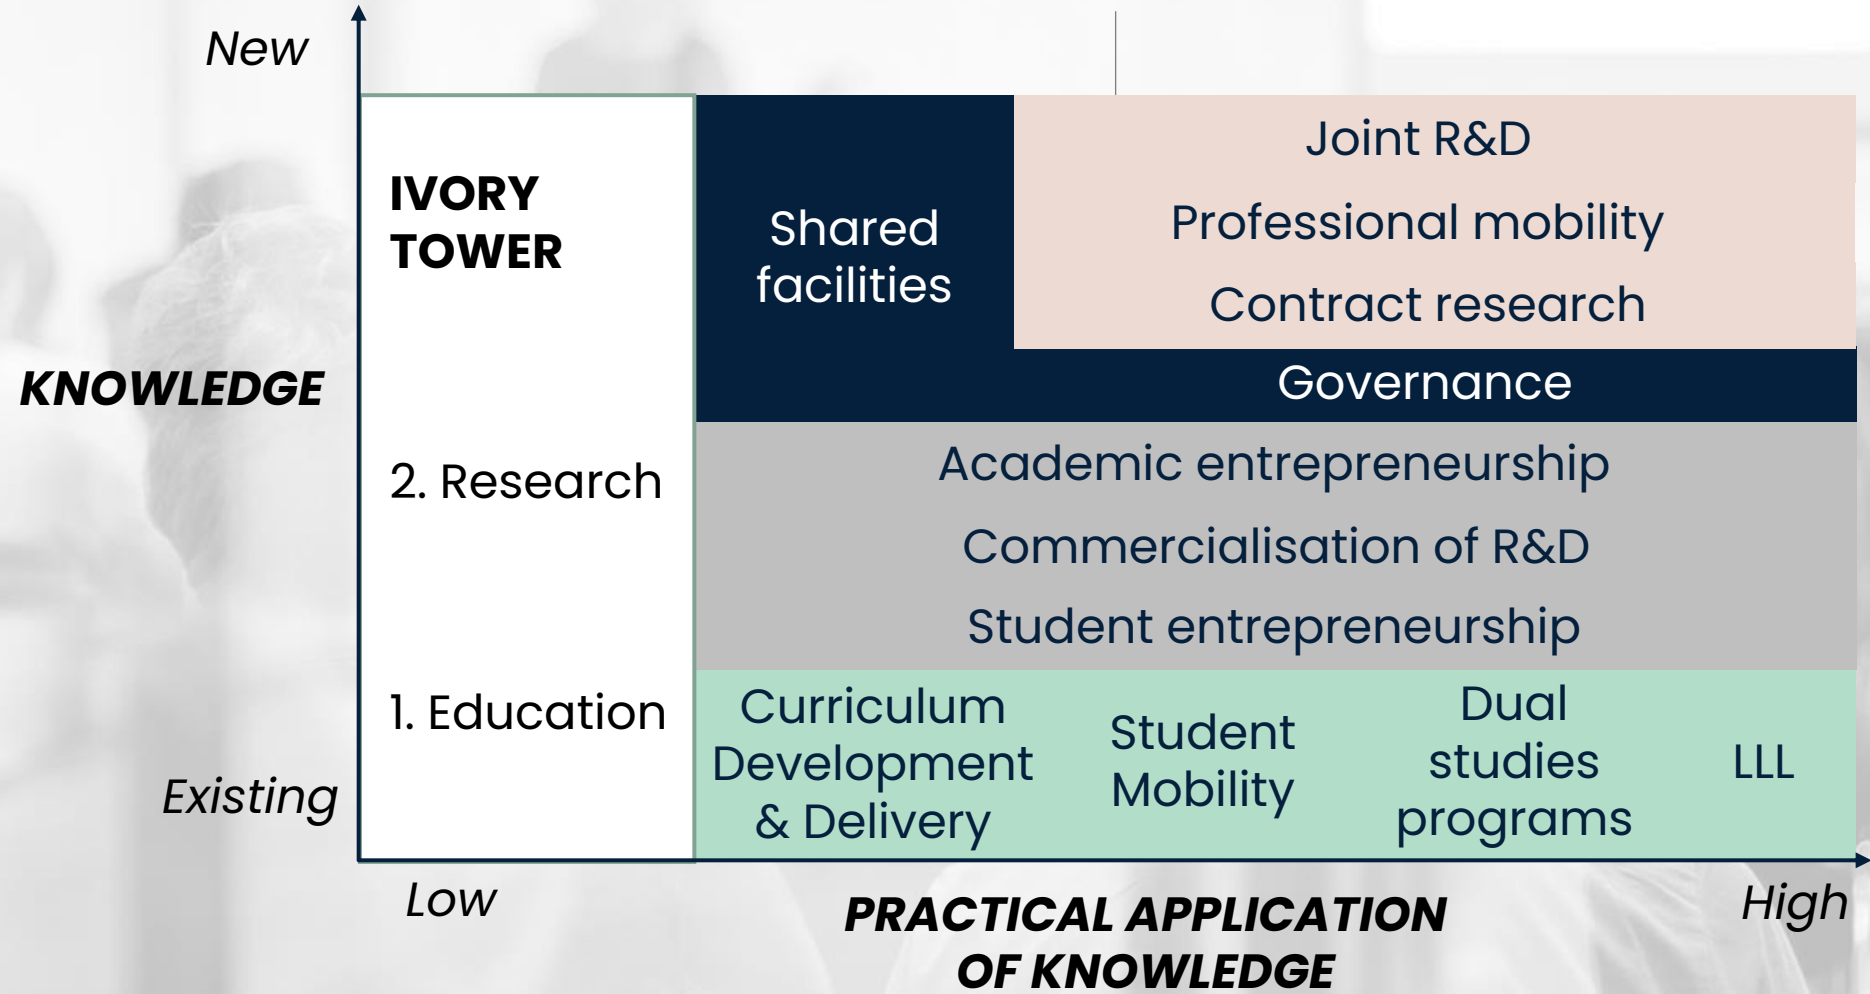 New
IVORY
TOWER
Shared
facilities
Joint R&D
Professional mobility
Contract research
KNOWLEDGE
Governance
2. Research
Academic entrepreneurship
Commercialisation of R&D
Student entrepreneurship
1. Education
Curriculum
Development
& Delivery
Student
Mobility
Dual
studies
programs
LLL
Existing
Low
PRACTICAL APPLICATION
OF KNOWLEDGE
High